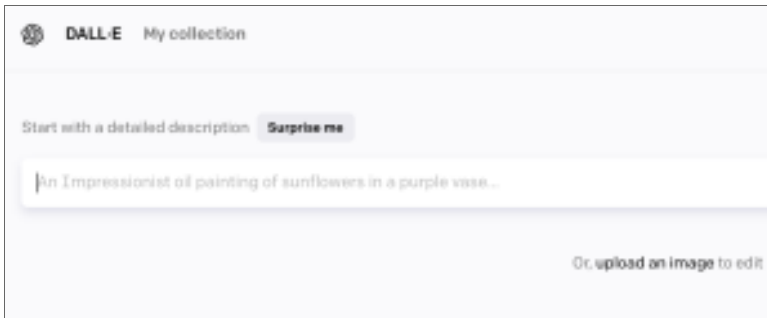 DALL·E My collection
Start with a detailed description Surprise me
An Impressionist oil painting of sunflowers in a purple vase...
Or, upload an image to edit